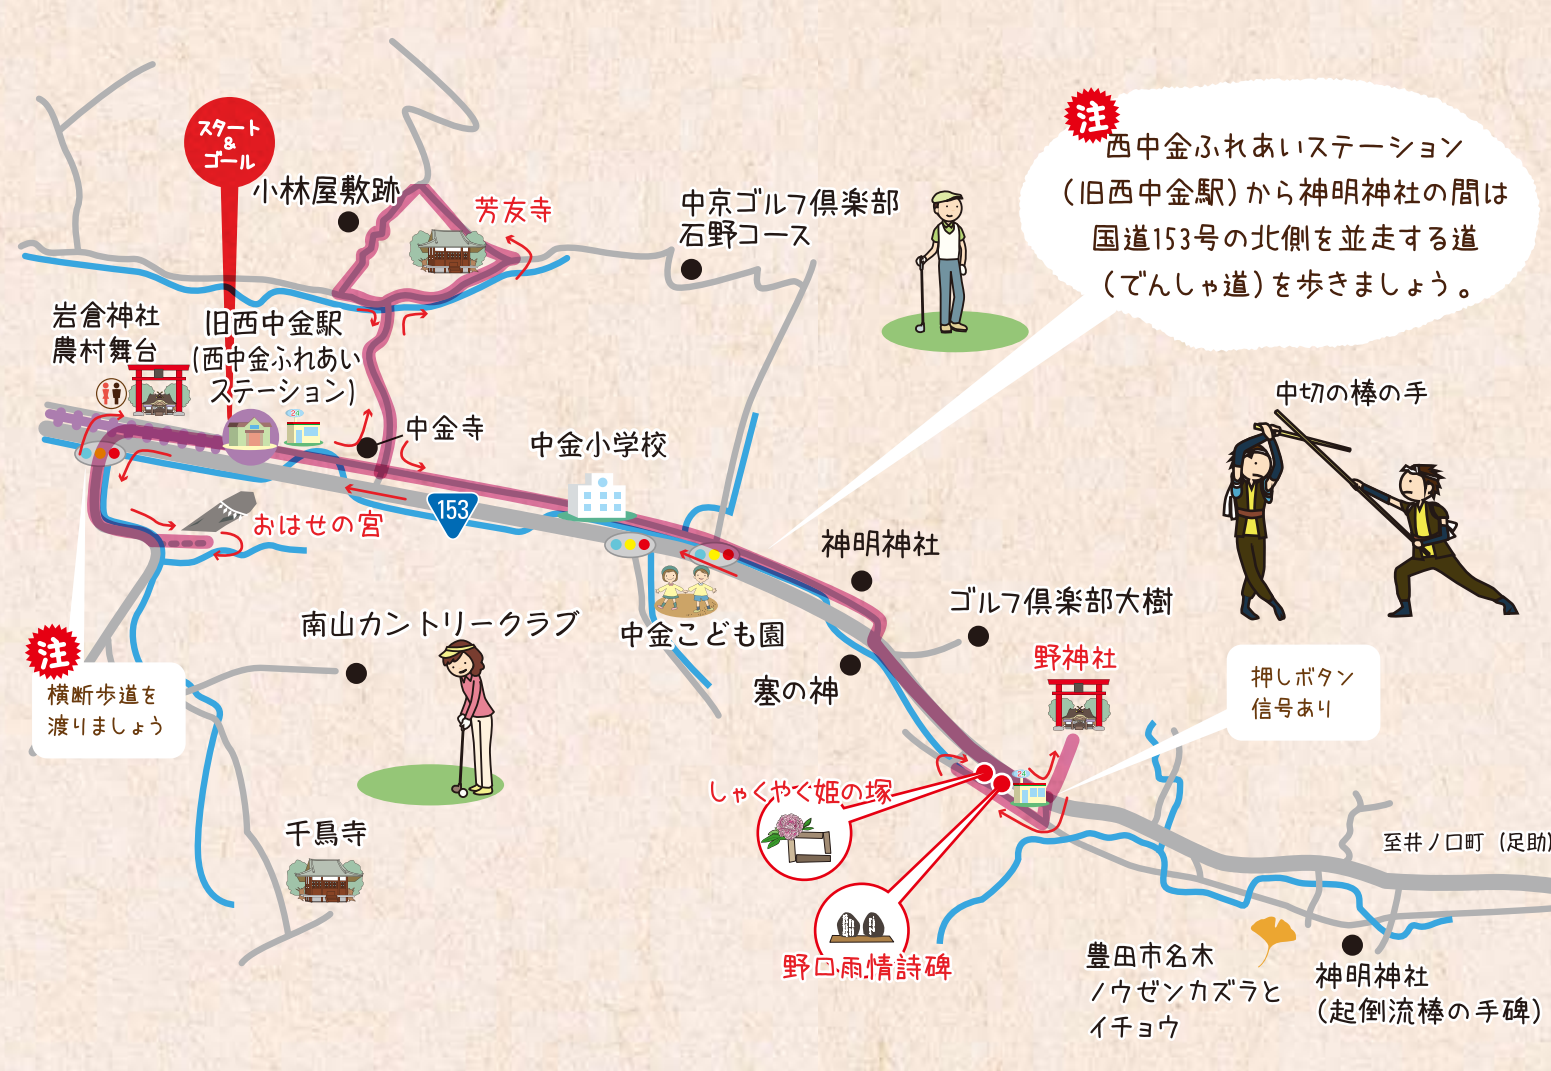 注
西中金ふれあいステーション
(旧西中金駅)から神明神社の間は
国道153号の北側を並走する道
(でんしゃ道)を歩きましょう。
スタート
&
ゴール
小林屋敷跡
芳友寺
中京ゴルフ倶楽部
石野コース
岩倉神社
農村舞台
旧西中金駅
(西中金ふれあい
ステーション)
24
中金寺
中金小学校
中切の棒の手
153
おはせの宮
神明神社
ゴルフ倶楽部大樹
南山カントリークラブ
中金こども園
注
横断歩道を
渡りましょう
塞の神
野神社
押しボタン
信号あり
24
しゃくやく姫の塚
千鳥寺
至井ノ口町(足助)
野口雨情詩碑
豊田市名木
ノウゼンカズラと
イチョウ
神明神社
(起倒流棒の手碑)